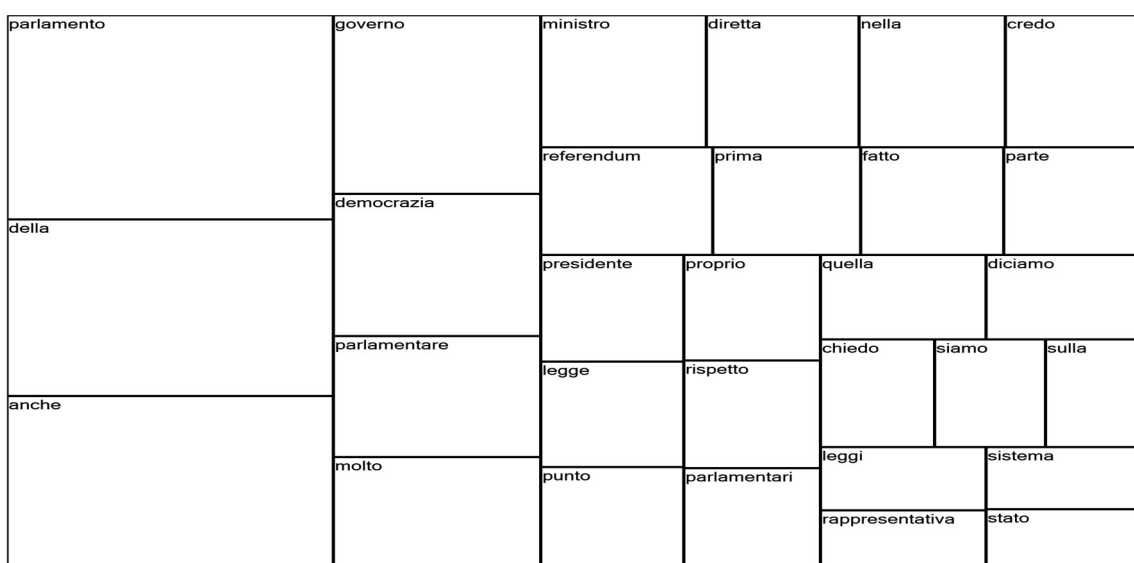 parlamento
della
anche
governo
democrazia
parlamentare
molto
ministro
diretta
nella
credo
referendum
prima
fatto
parte
presidente
legge
punto
proprio
rispetto
parlamentari
quella
diciamo
chiedo
siamo
sulla
leggi
sistema
rappresentativa
stato